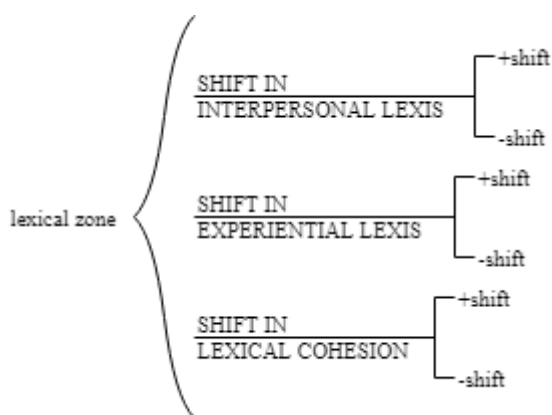 +shift
SHIFT IN
INTERPERSONAL LEXIS
-shift
+shift
SHIFT IN
lexical zone
EXPERIENTIAL LEXIS
-shift
+shift
SHIFT IN
LEXICAL COHESION
-shift